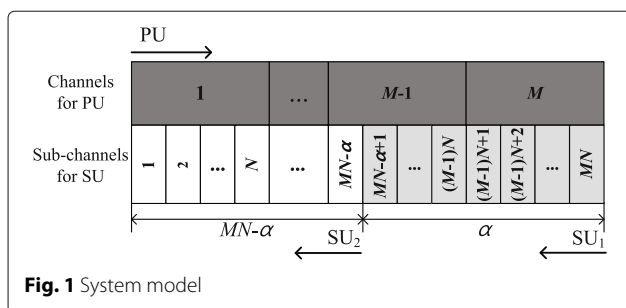 PU
Channels for PU
1
...
M-1
M
Sub-channels for SU
1
2
...
N
...
MN-α
MN-α+1
...
(M-1)N
(M-1)N+1
(M-1)N+2
...
MN
MN-α
SU2
α
SU1
Fig. 1 System model